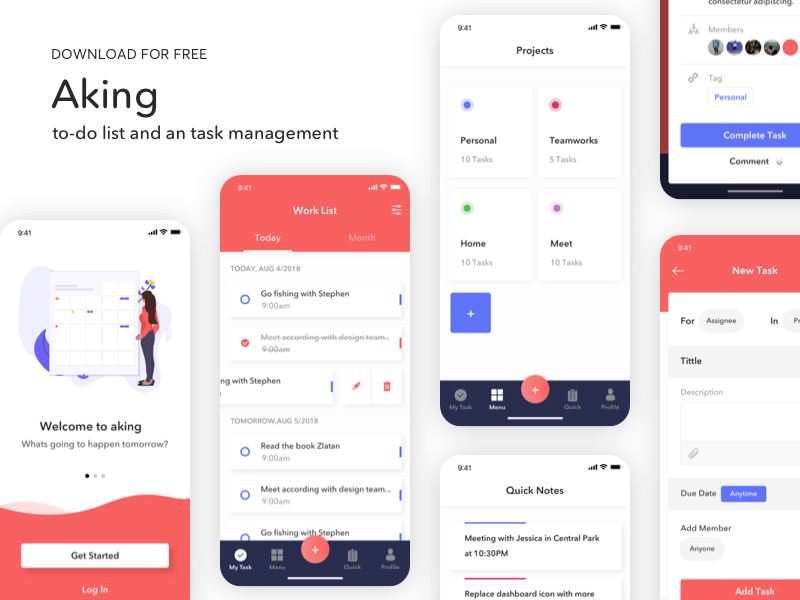 DOWNLOAD FOR FREE
Aking
to-do list and an task management
9:41
Welcome to aking
Whats going to happen tomorrow?
Get Started
Log In
9:41
Work List
Today
Month
TODAY, AUG 4/2018
Go fishing with Stephen
9:00am
Meet according with design team..
9:00am
ng with Stephen
TOMORROW,AUG 5/2018
Read the book Zlatan
9:00am
Meet according with design team...
9:00am
Go fishing with Stephen
My Task
Menu
+
Quick
Profile
9:41
Projects
Personal
10 Tasks
Teamworks
5 Tasks
Home
10 Tasks
Meet
10 Tasks
+
My Task
Menu
+
Quick
Profile
9:41
Quick Notes
Meeting with Jessica in Central Park
at 10:30PM
Replace dashboard icon with more
consectetur adipiscing.
Members
Tag
Personal
Complete Task
Comment
9:41
New Task
For
Assignee
In
Tittle
Description
Due Date
Anytime
Add Member
Anyone
Add Task